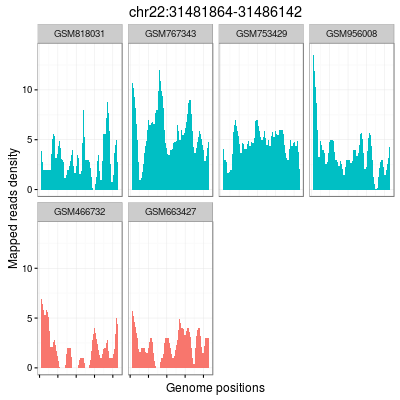 chr22:31481864-31486142
GSM818031 GSM767343 GSM753429 GSM956008
10
5
0
GSM466732 GSM663427
10
5
0
Mapped reads density
Genome positions